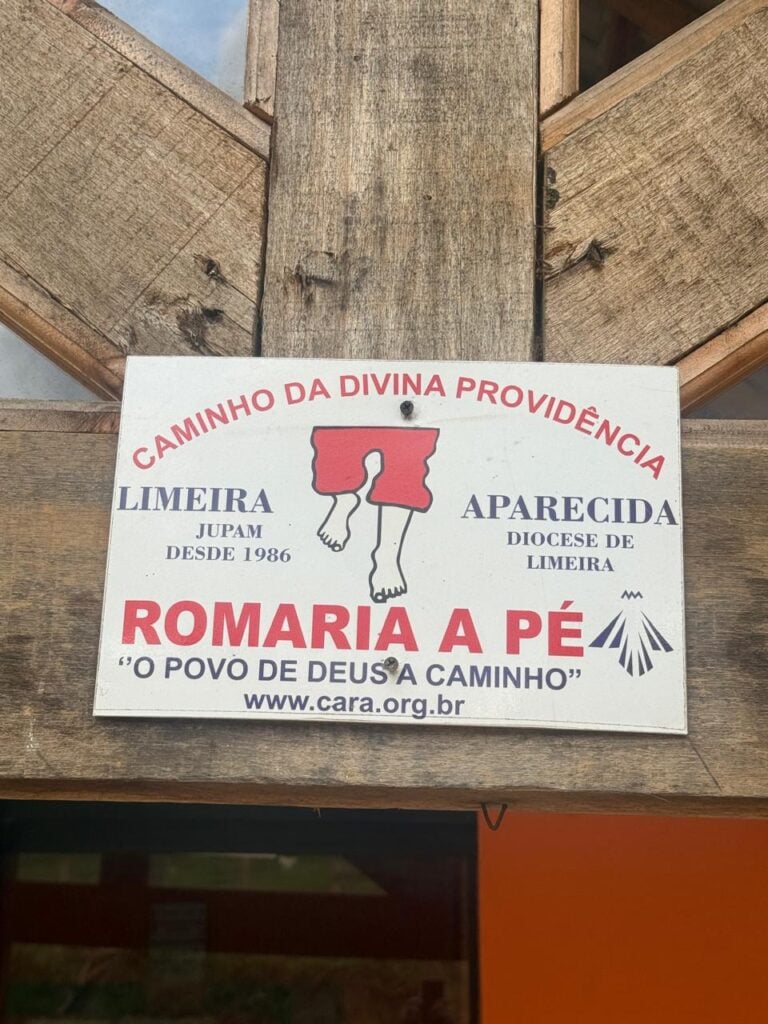 CAMINHO DA DIVINA PROVIDÊNCIA
LIMEIRA
JUPAM
DESDE 1986
APARECIDA
DIOCESE DE
LIMEIRA
ROMARIA A PÉ
“O POVO DE DEUS A CAMINHO”
www.cara.org.br